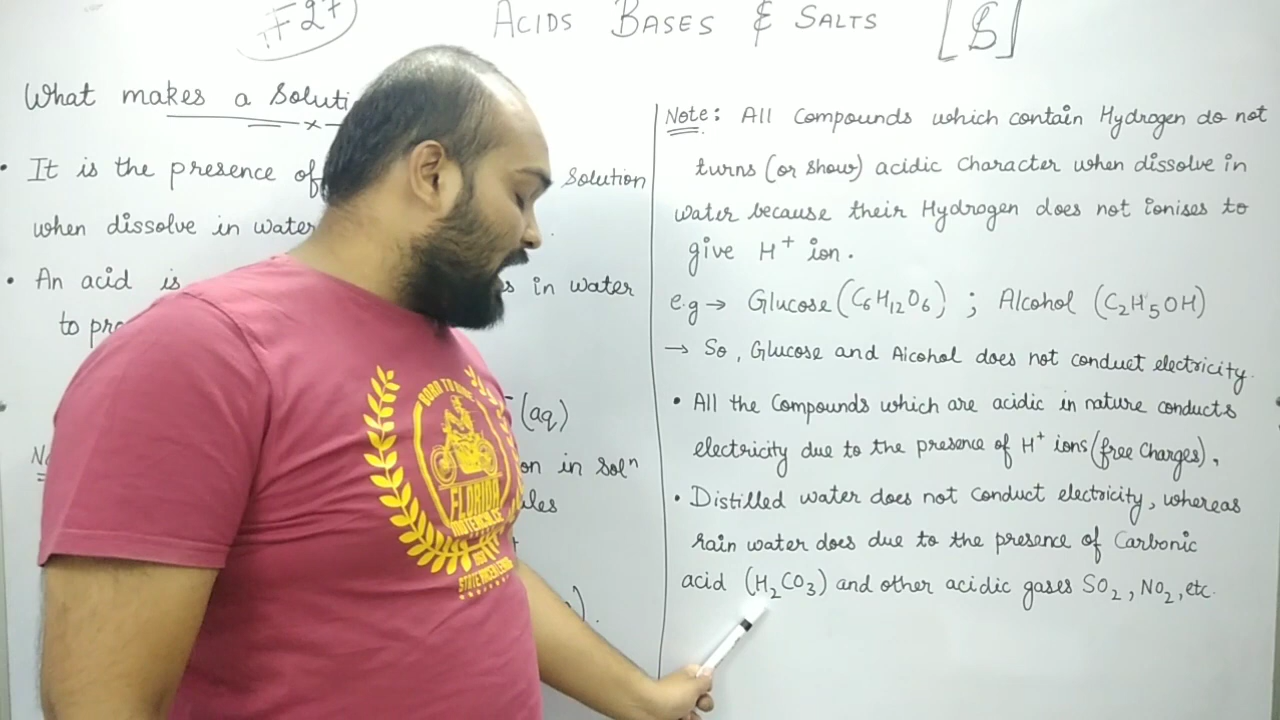 ACIDS BASES & SALTS [8]
What makes a Soluti
• It is the presence of Solution
when dissolve in water
• An acid is in water
to pro
(aq)
on in Solⁿ
Note: All Compounds which contain Hydrogen do not
turns (or show) acidic Character when dissolve in
water because their Hydrogen does not ionises to
give H⁺ ion.
e.g → Glucose (C₆H₁₂O₆) ; Alcohol (C₂H₅OH)
→ So, Glucose and Alcohol does not conduct electricity.
• All the Compounds which are acidic in nature conducts
electricity due to the presence of H⁺ ions (free Charges),
• Distilled water does not conduct electricity, whereas
rain water does due to the presence of Carbonic
acid (H₂CO₃) and other acidic gases SO₂, NO₂, etc.
BORN TO
FLORIDA